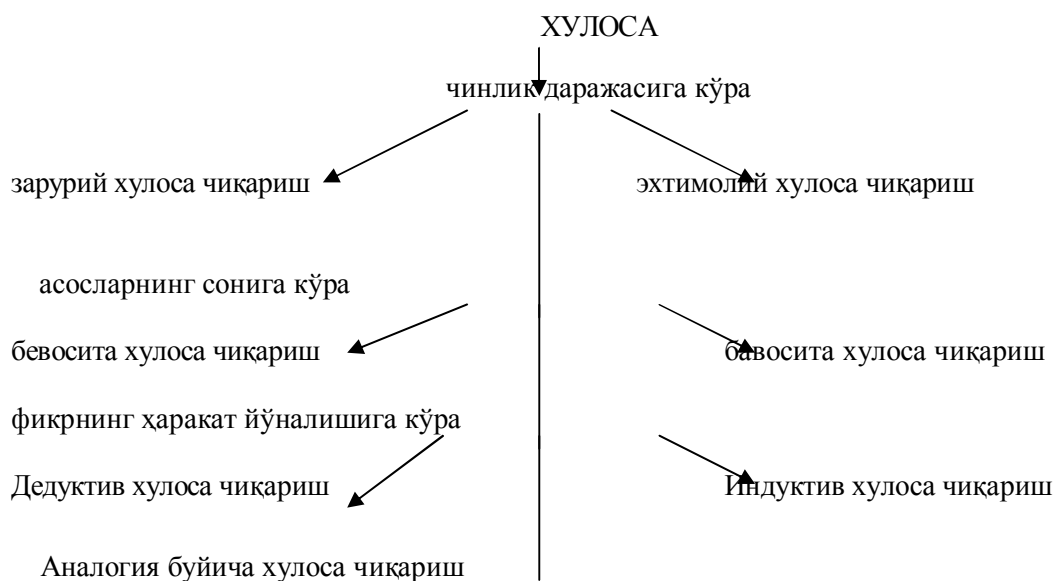 ХУЛОСА
чинлик даражасига кўра
зарурий хулоса чиқариш эхтимолий хулоса чиқариш
асосларнинг сонига кўра
бевосита хулоса чиқариш бавосита хулоса чиқариш
фикрнинг ҳаракат йўналишига кўра
Дедуктив хулоса чиқариш Индуктив хулоса чиқариш
Аналогия буйича хулоса чиқариш